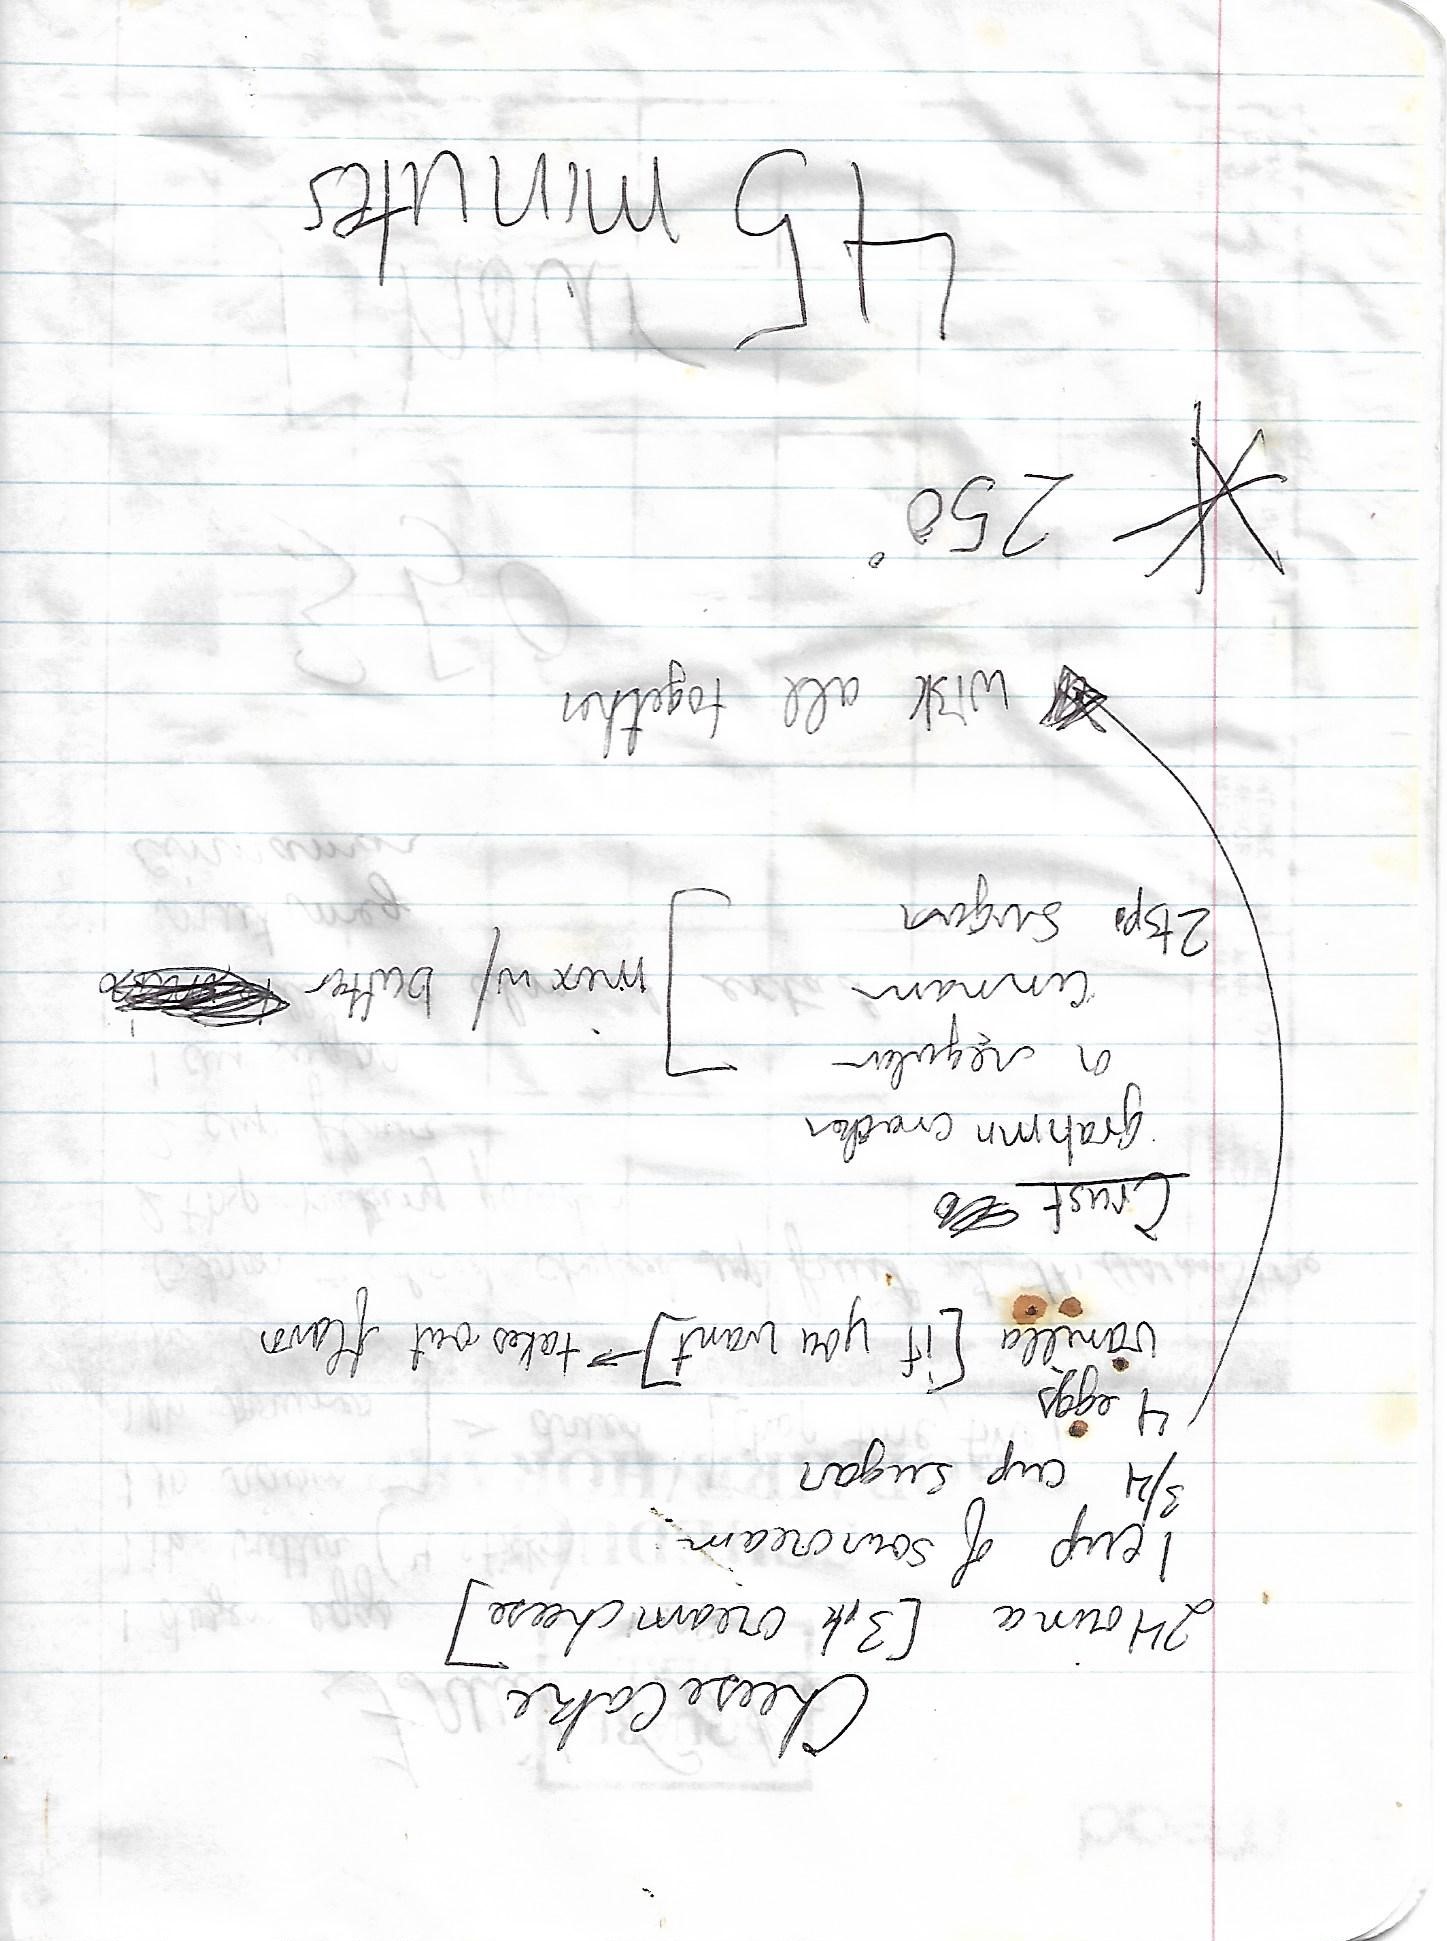 Cheese Cake
24 ounce [3pk cream cheese]
1 cup of sour cream
3/4 cup sugar
4 eggs
vanilla [if you want] → takes out flavor
Crust
grahmn cracker
or regular
cinnamn
2 tsp. sugar
mix w/ butter
wisk all together
250°
45 minutes